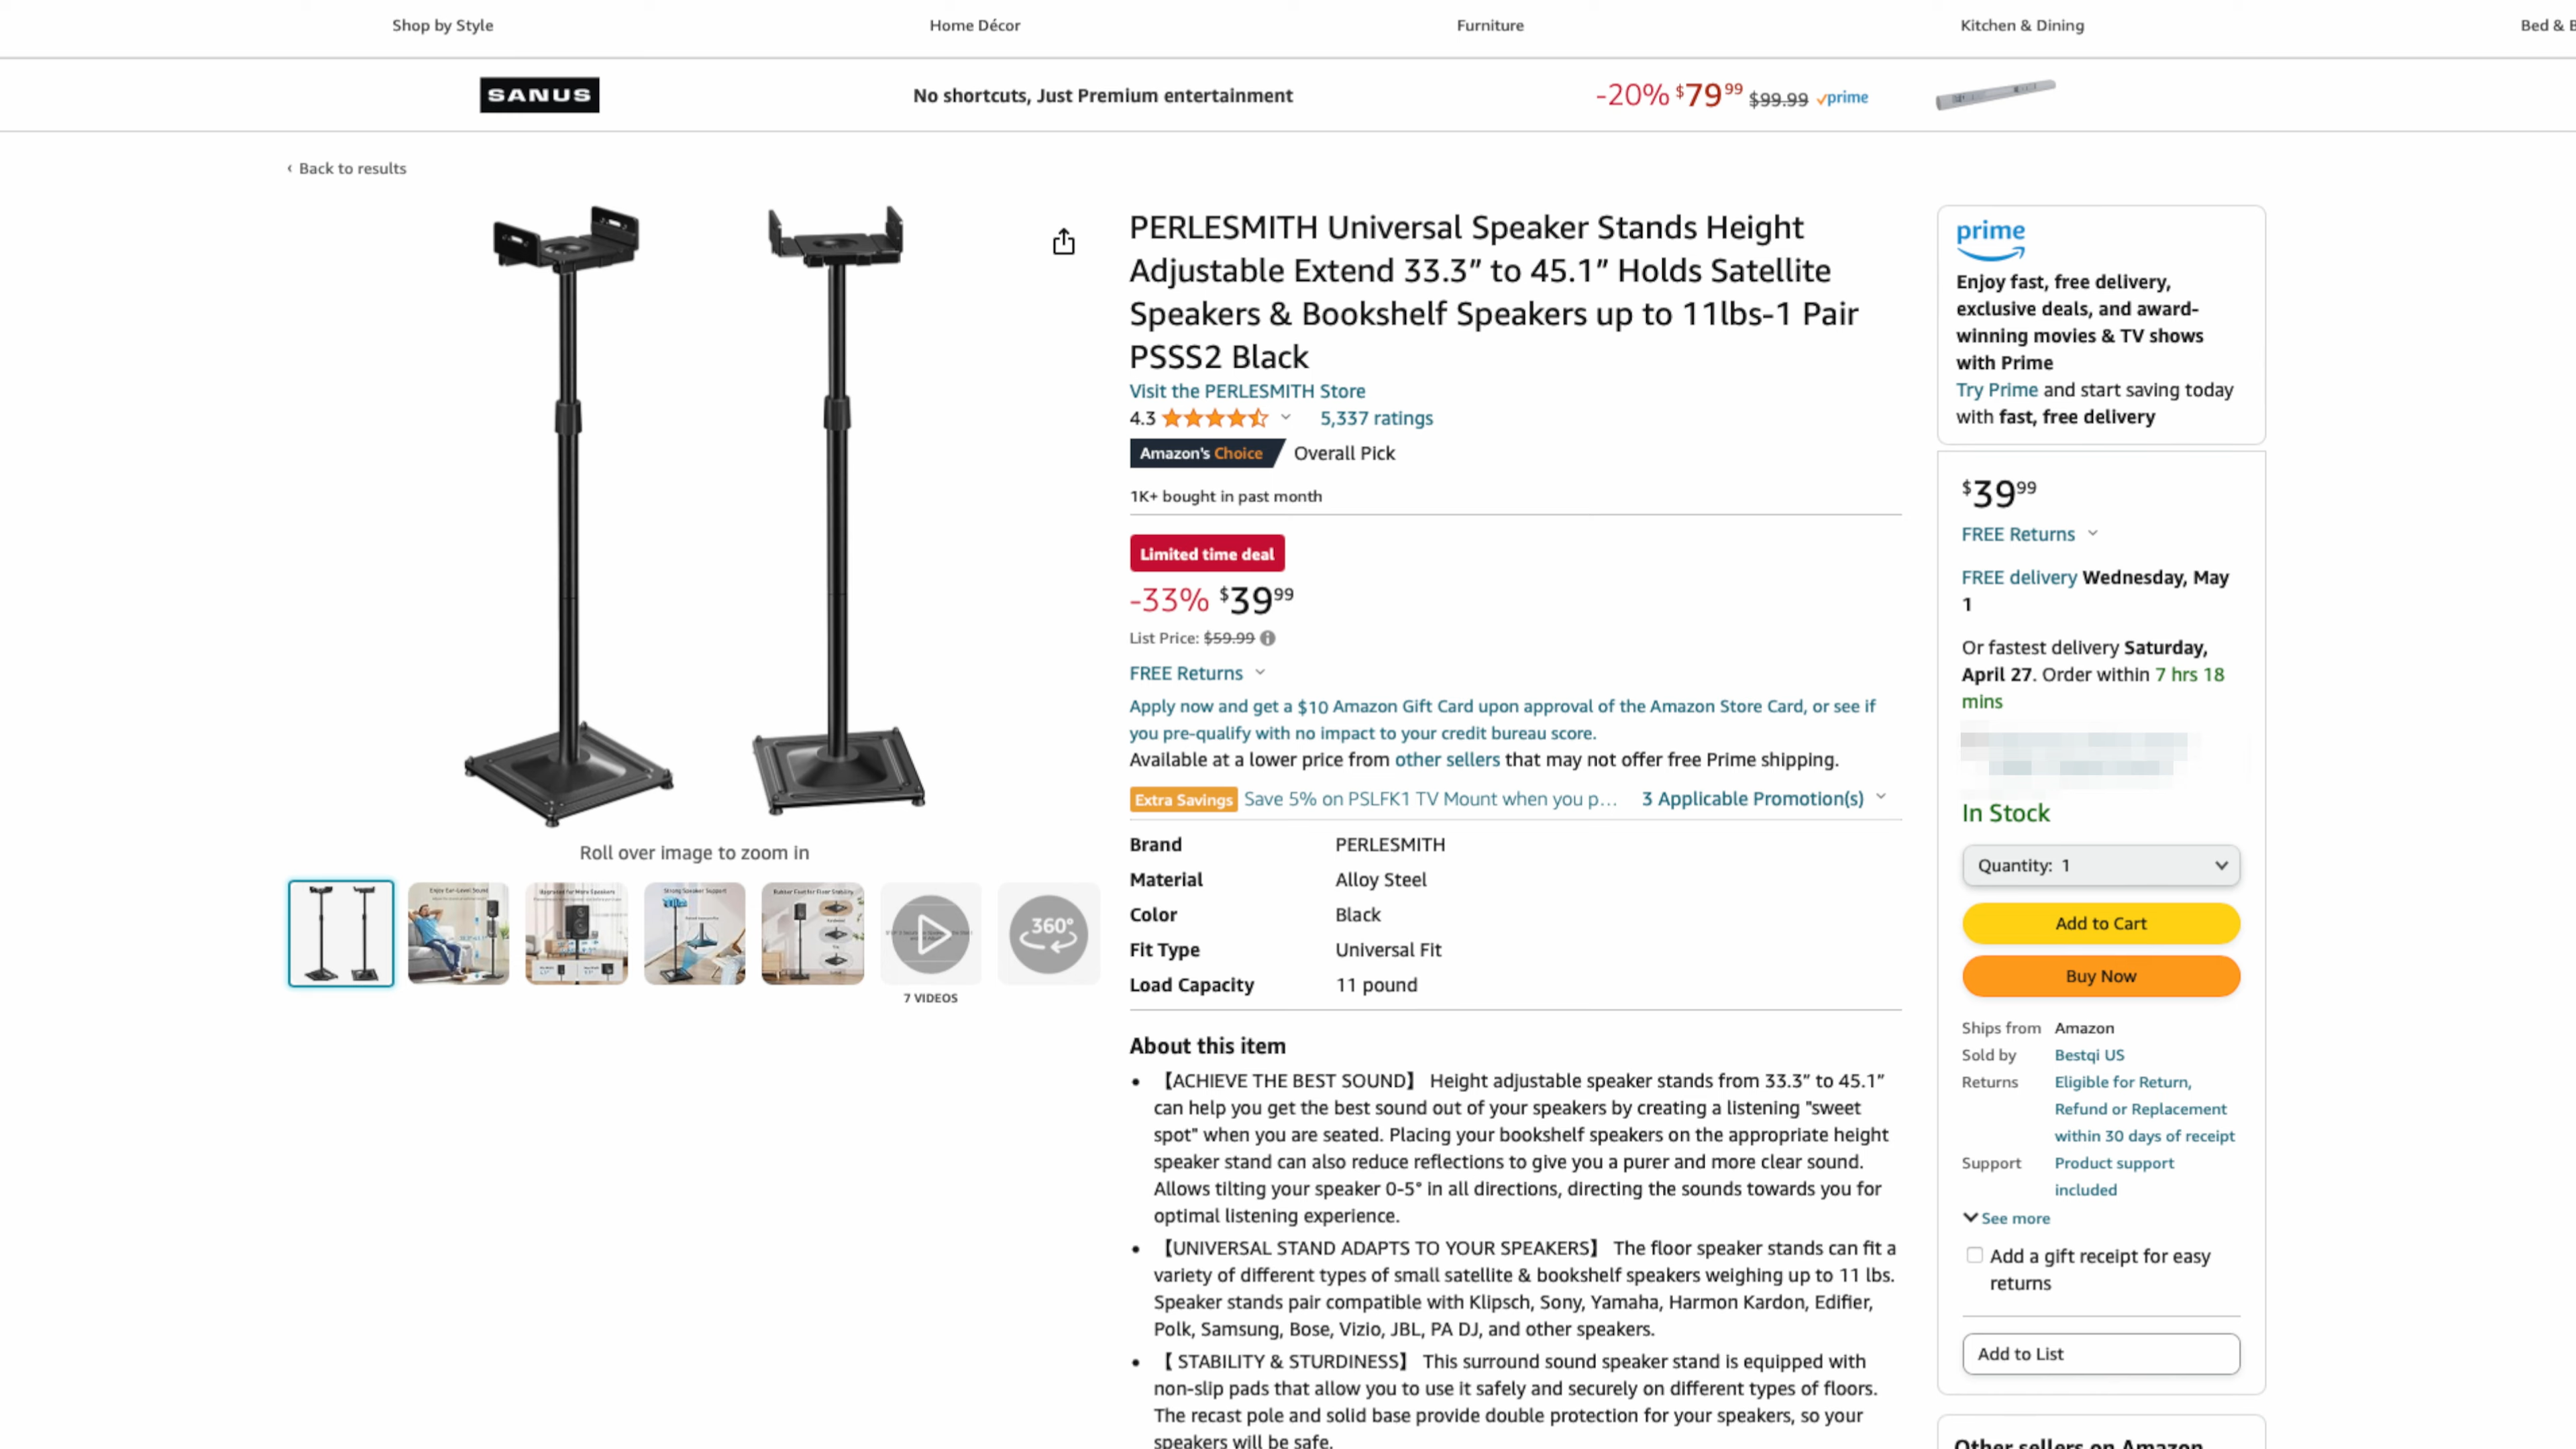 Shop by Style
Home Décor
Furniture
Kitchen & Dining
Bed &
SANUS
No shortcuts, Just Premium entertainment
-20% $79 99 $99.99 prime
‹ Back to results
PERLESMITH Universal Speaker Stands Height
Adjustable Extend 33.3” to 45.1” Holds Satellite
Speakers & Bookshelf Speakers up to 11lbs-1 Pair
PSSS2 Black
Visit the PERLESMITH Store
4.3 5,337 ratings
Amazon's Choice Overall Pick
1K+ bought in past month
Limited time deal
-33% $39 99
List Price: $59.99
FREE Returns
Apply now and get a $10 Amazon Gift Card upon approval of the Amazon Store Card, or see if
you pre-qualify with no impact to your credit bureau score.
Available at a lower price from other sellers that may not offer free Prime shipping.
Extra Savings Save 5% on PSLFK1 TV Mount when you p... 3 Applicable Promotion(s)
Brand PERLESMITH
Material Alloy Steel
Color Black
Fit Type Universal Fit
Load Capacity 11 pound
About this item
• 【ACHIEVE THE BEST SOUND】 Height adjustable speaker stands from 33.3” to 45.1”
can help you get the best sound out of your speakers by creating a listening "sweet
spot" when you are seated. Placing your bookshelf speakers on the appropriate height
speaker stand can also reduce reflections to give you a purer and more clear sound.
Allows tilting your speaker 0-5° in all directions, directing the sounds towards you for
optimal listening experience.
• 【UNIVERSAL STAND ADAPTS TO YOUR SPEAKERS】 The floor speaker stands can fit a
variety of different types of small satellite & bookshelf speakers weighing up to 11 lbs.
Speaker stands pair compatible with Klipsch, Sony, Yamaha, Harmon Kardon, Edifier,
Polk, Samsung, Bose, Vizio, JBL, PA DJ, and other speakers.
• 【 STABILITY & STURDINESS】 This surround sound speaker stand is equipped with
non-slip pads that allow you to use it safely and securely on different types of floors.
The recast pole and solid base provide double protection for your speakers, so your
speakers will be safe.
Roll over image to zoom in
Enjoy Ear-Level Sound
Upgraded for More Speakers
Strong Speaker Support
Rubber Feet for Floor Stability
360°
7 VIDEOS
prime
Enjoy fast, free delivery,
exclusive deals, and award-
winning movies & TV shows
with Prime
Try Prime and start saving today
with fast, free delivery
$39 99
FREE Returns
FREE delivery Wednesday, May
1
Or fastest delivery Saturday,
April 27. Order within 7 hrs 18
mins
In Stock
Quantity: 1
Add to Cart
Buy Now
Ships from Amazon
Sold by Bestqi US
Returns Eligible for Return,
Refund or Replacement
within 30 days of receipt
Support Product support
included
See more
Add a gift receipt for easy
returns
Add to List
Other sellers on Amazon